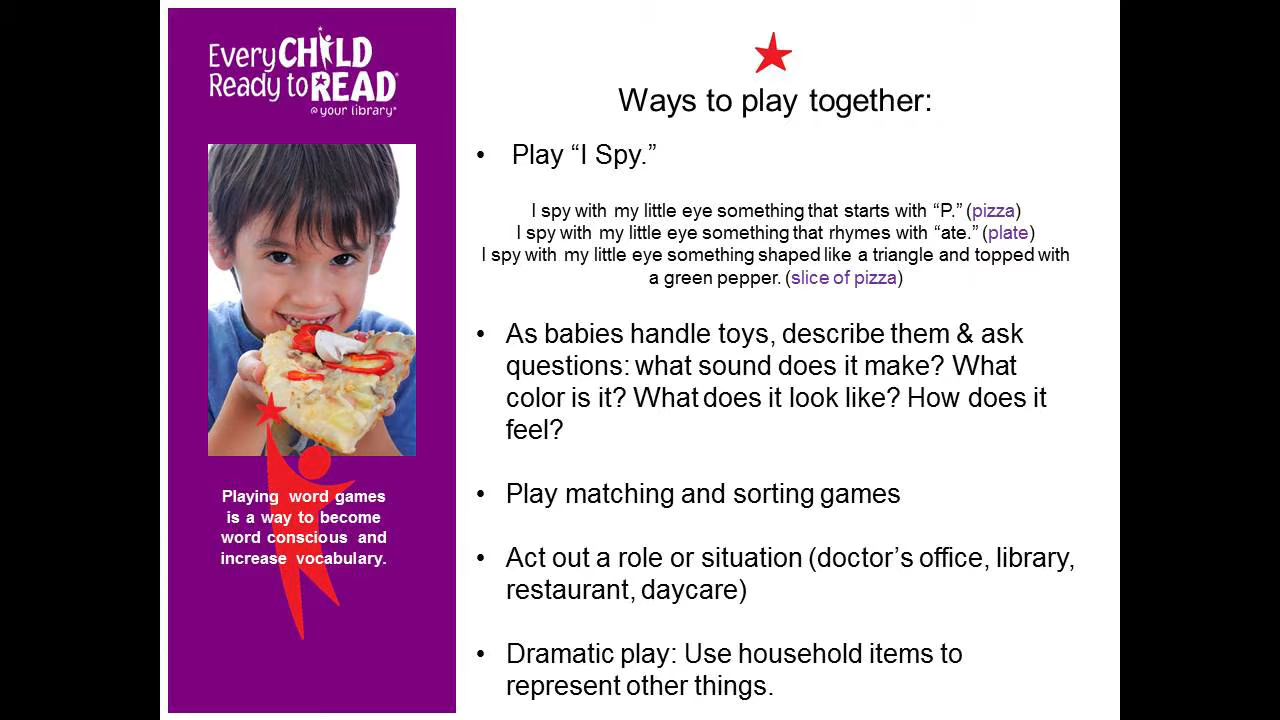 Every CHILD
Ready to READ®
@ your library®
Playing word games
is a way to become
word conscious and
increase vocabulary.
Ways to play together:
• Play “I Spy.”
I spy with my little eye something that starts with “P.” (pizza)
I spy with my little eye something that rhymes with “ate.” (plate)
I spy with my little eye something shaped like a triangle and topped with
a green pepper. (slice of pizza)
• As babies handle toys, describe them & ask
questions: what sound does it make? What
color is it? What does it look like? How does it
feel?
• Play matching and sorting games
• Act out a role or situation (doctor’s office, library,
restaurant, daycare)
• Dramatic play: Use household items to
represent other things.